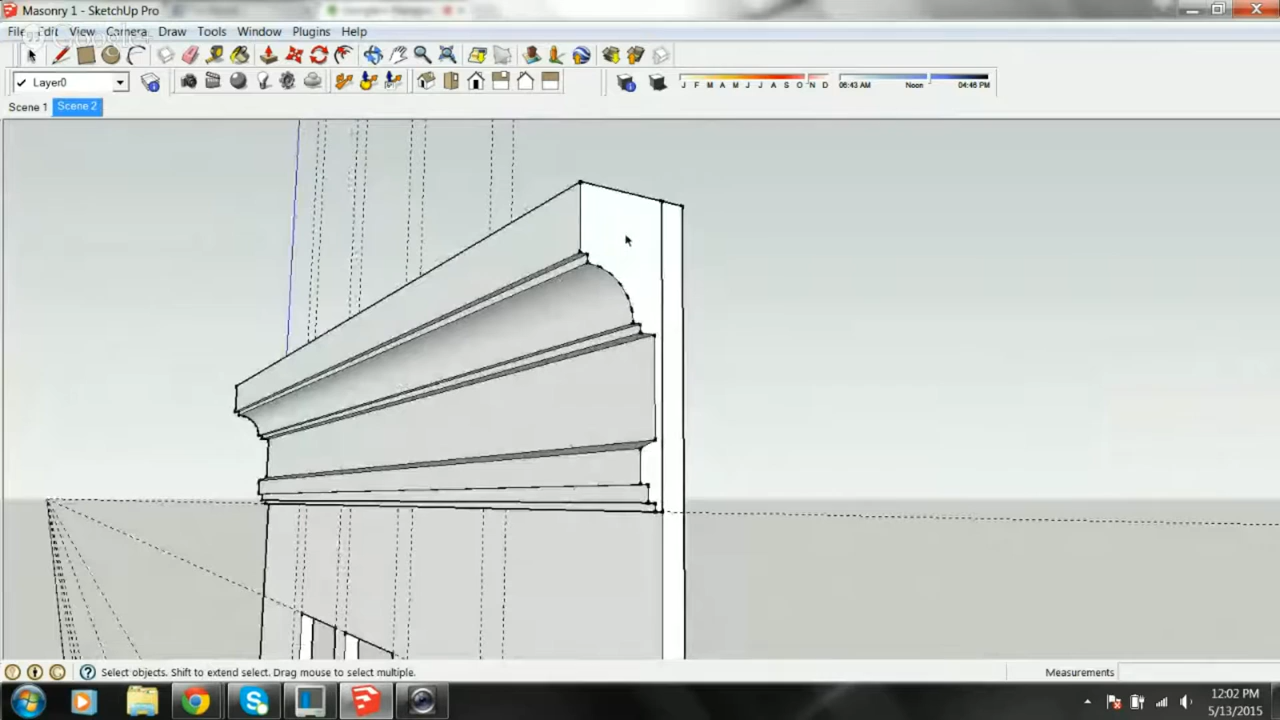 Masonry 1 - SketchUp Pro
File Edit View Camera Draw Tools Window Plugins Help
Layer0
J F M A M J J A S O N D 06:43 AM Noon 04:46 PM
Scene 1 Scene 2
Select objects. Shift to extend select. Drag mouse to select multiple. Measurements
12:02 PM
5/13/2015